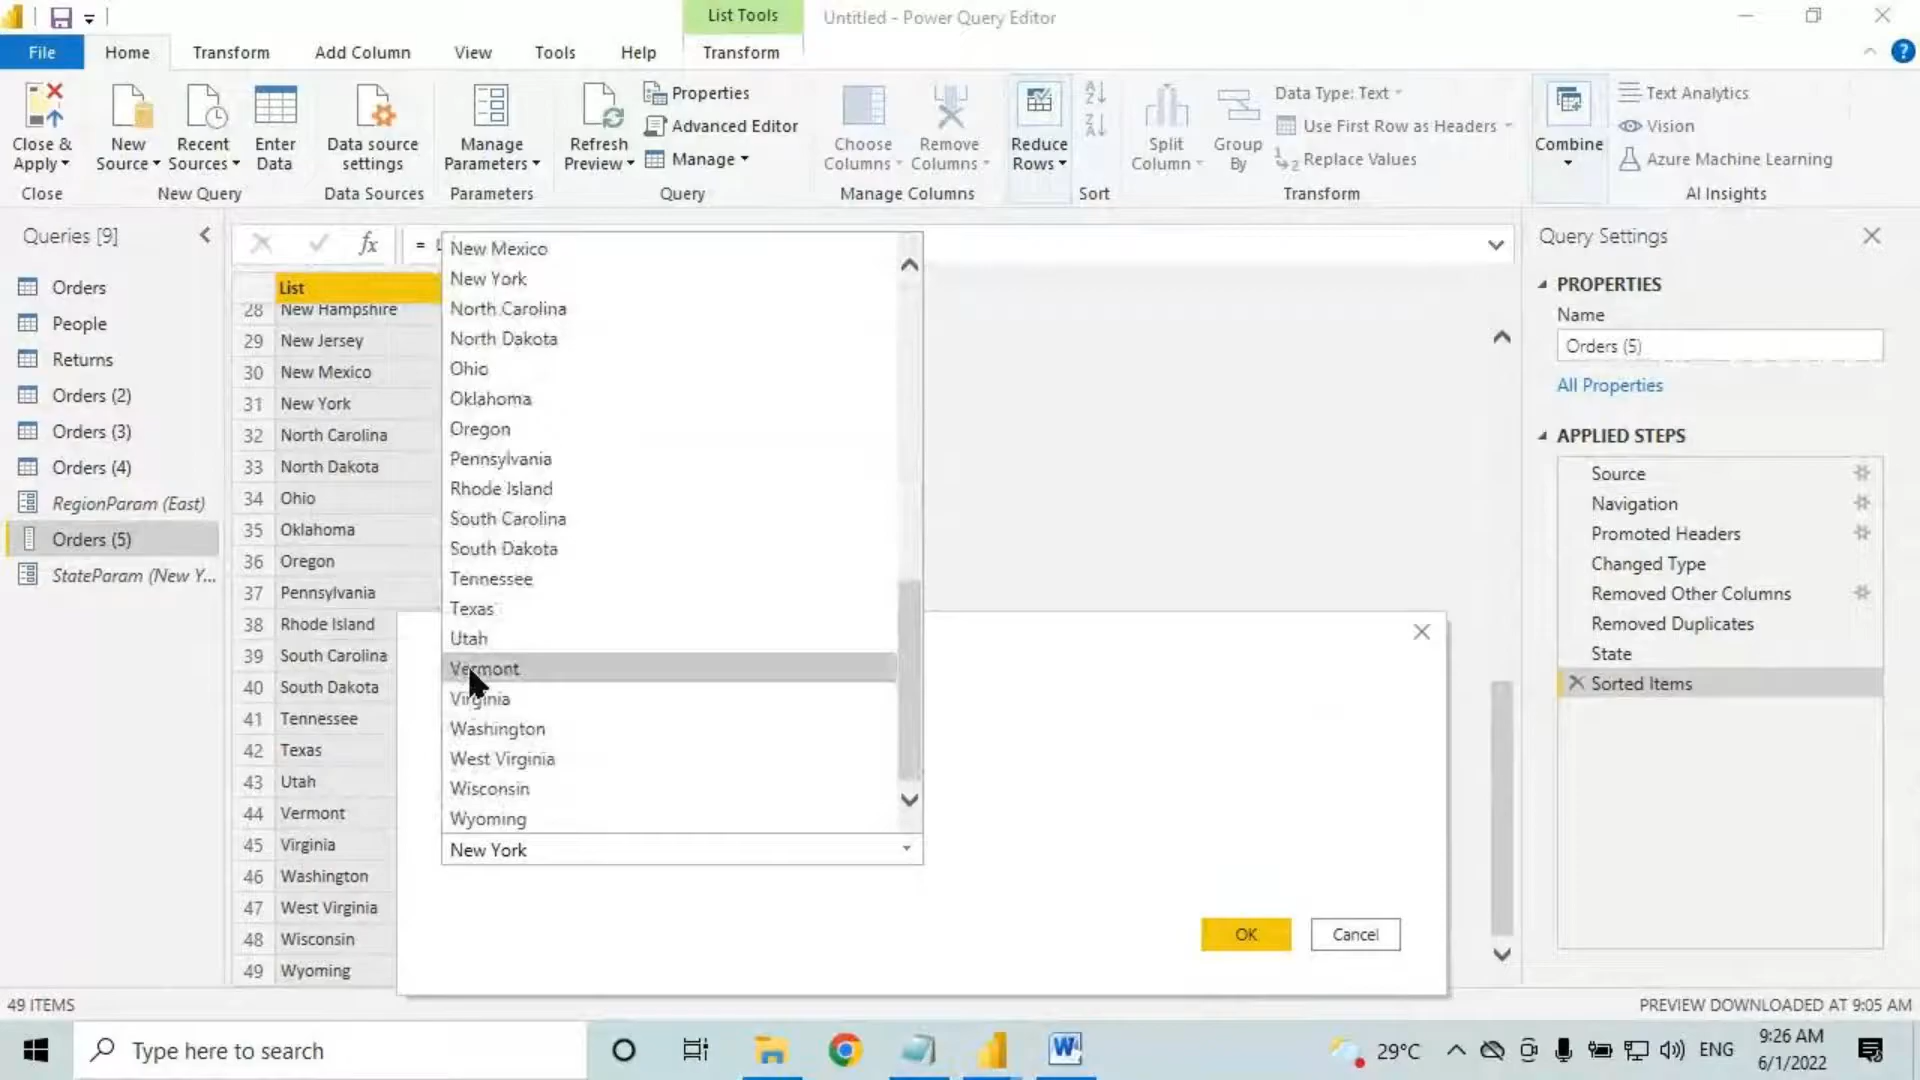 List Tools
Untitled - Power Query Editor
File
Home
Transform
Add Column
View
Tools
Help
Transform
Close & Apply
New Source
Recent Sources
Enter Data
Data source settings
Manage Parameters
Refresh Preview
Properties
Advanced Editor
Manage
Choose Columns
Remove Columns
Reduce Rows
Split Column
Group By
Data Type: Text
Use First Row as Headers
Replace Values
Combine
Text Analytics
Vision
Azure Machine Learning
Close
New Query
Data Sources
Parameters
Query
Manage Columns
Sort
Transform
AI Insights
Queries [9]
Orders
People
Returns
Orders (2)
Orders (3)
Orders (4)
RegionParam (East)
Orders (5)
StateParam (New Y...
fx
=
List
28 New Hampshire
29 New Jersey
30 New Mexico
31 New York
32 North Carolina
33 North Dakota
34 Ohio
35 Oklahoma
36 Oregon
37 Pennsylvania
38 Rhode Island
39 South Carolina
40 South Dakota
41 Tennessee
42 Texas
43 Utah
44 Vermont
45 Virginia
46 Washington
47 West Virginia
48 Wisconsin
49 Wyoming
New Mexico
New York
North Carolina
North Dakota
Ohio
Oklahoma
Oregon
Pennsylvania
Rhode Island
South Carolina
South Dakota
Tennessee
Texas
Utah
Vermont
Virginia
Washington
West Virginia
Wisconsin
Wyoming
New York
OK
Cancel
Query Settings
PROPERTIES
Name
Orders (5)
All Properties
APPLIED STEPS
Source
Navigation
Promoted Headers
Changed Type
Removed Other Columns
Removed Duplicates
State
Sorted Items
49 ITEMS
PREVIEW DOWNLOADED AT 9:05 AM
Type here to search
29°C
ENG
9:26 AM
6/1/2022